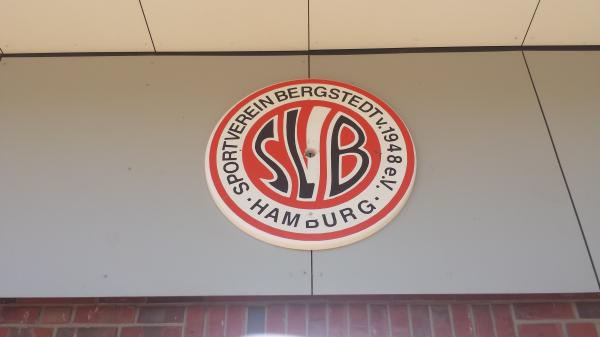 SPORTVEREIN BERGSTEDT v. 1948 e.V.
· HAMBURG ·
SVB